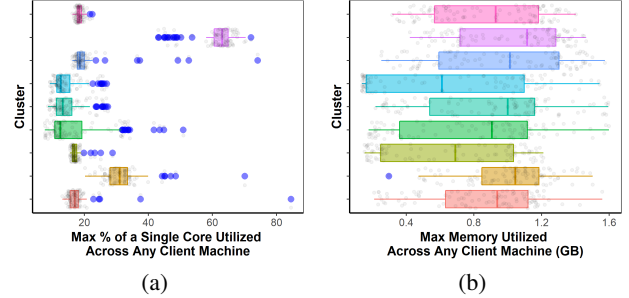 Cluster
20 40 60 80
Max % of a Single Core Utilized
Across Any Client Machine
(a)
Cluster
0.4 0.8 1.2 1.6
Max Memory Utilized
Across Any Client Machine (GB)
(b)